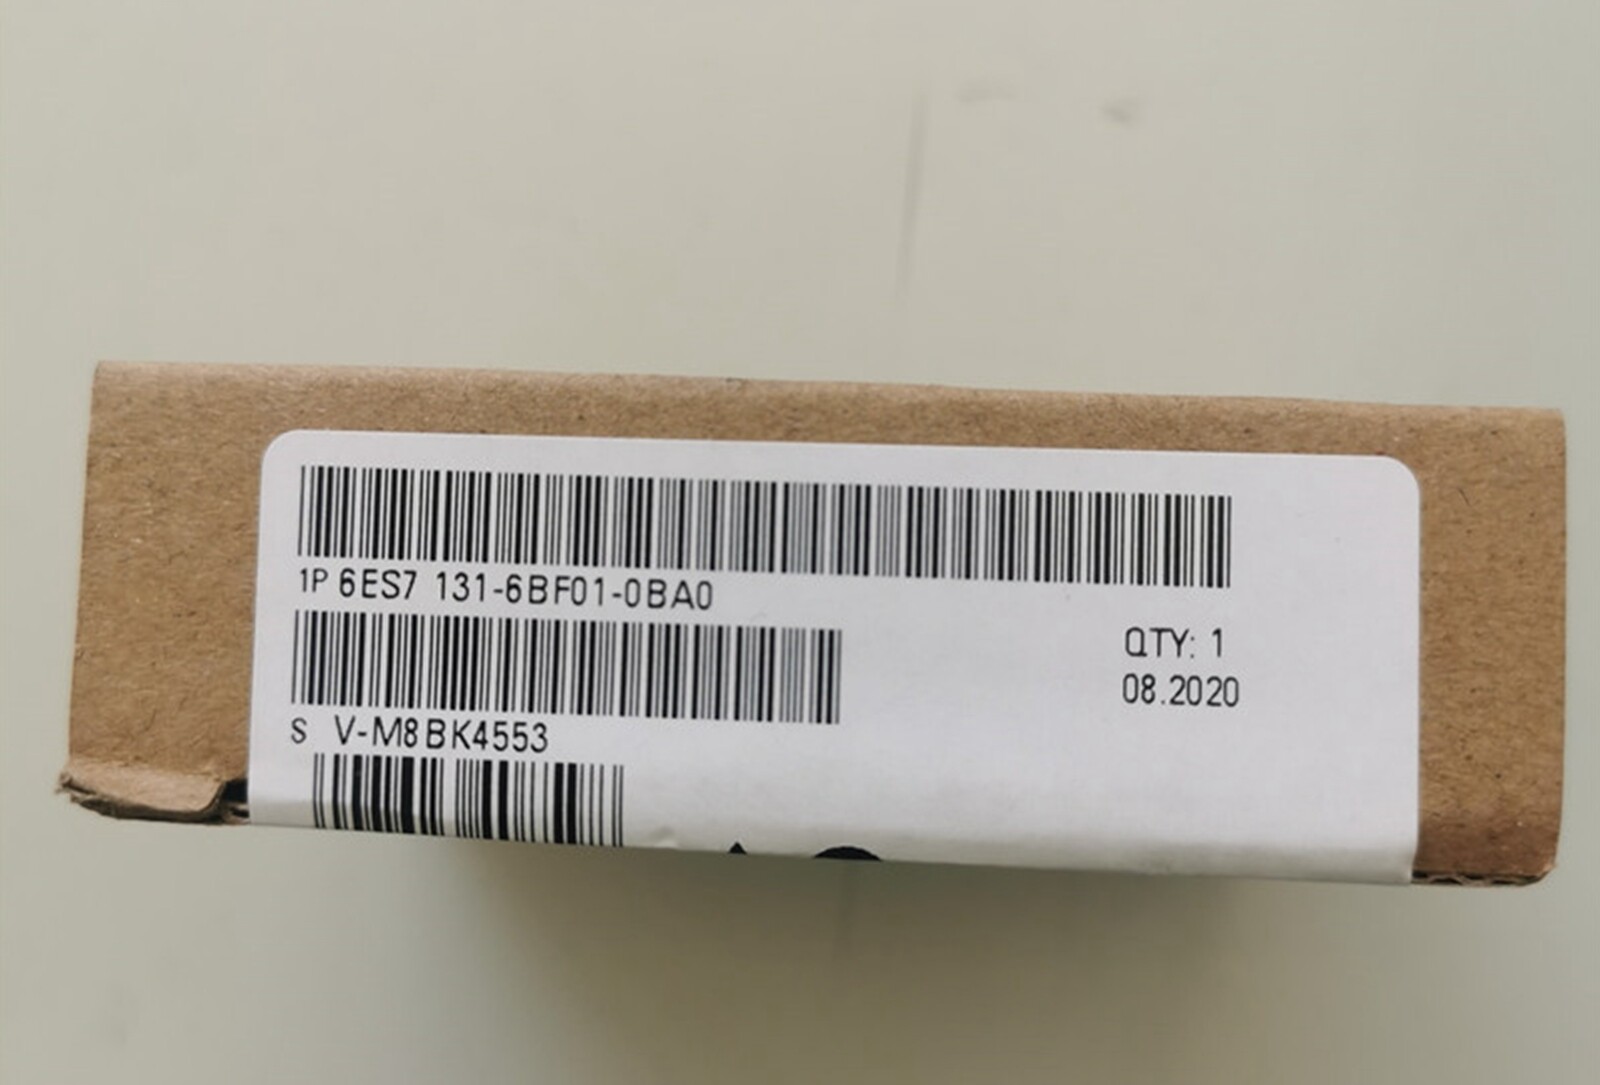 1P 6ES7 131-6BF01-0BA0
QTY: 1
08.2020
S V-M8BK4553